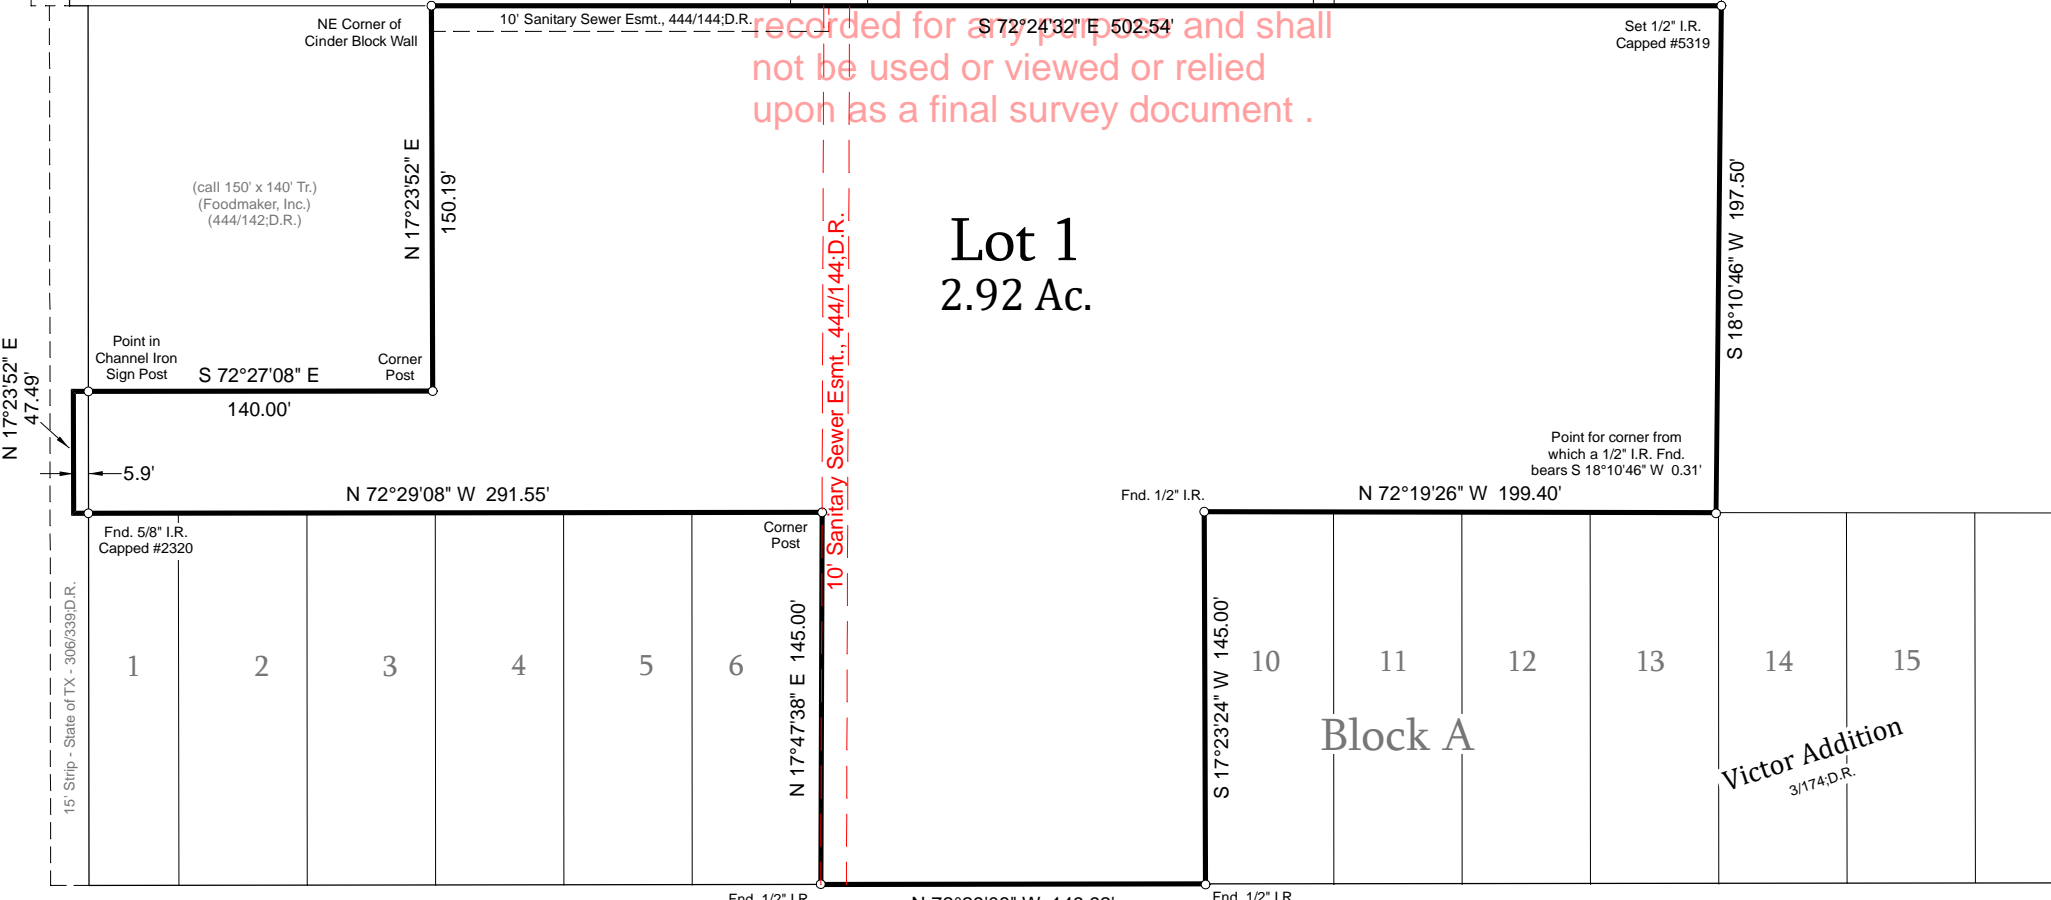 NE Corner of
Cinder Block Wall
10' Sanitary Sewer Esmt., 444/144;D.R.
S 72°24'32" E 502.54'
recorded for any purpose and shall
not be used or viewed or relied
upon as a final survey document .
Set 1/2" I.R.
Capped #5319
(call 150' x 140' Tr.)
(Foodmaker, Inc.)
(444/142;D.R.)
N 17°23'52" E
150.19'
Lot 1
2.92 Ac.
S 18°10'46" W 197.50'
10' Sanitary Sewer Esmt., 444/144;D.R.
N 17°23'52" E
47.49'
Point in
Channel Iron
Sign Post
S 72°27'08" E
140.00'
Corner
Post
5.9'
N 72°29'08" W 291.55'
Point for corner from
which a 1/2" I.R. Fnd.
bears S 18°10'46" W 0.31'
Fnd. 1/2" I.R.
N 72°19'26" W 199.40'
Fnd. 5/8" I.R.
Capped #2320
Corner
Post
15' Strip - State of TX - 306/339;D.R.
1
2
3
4
5
6
N 17°47'38" E 145.00'
S 17°23'24" W 145.00'
10
11
12
13
14
15
Block A
Victor Addition
3/174;D.R.
Fnd. 1/2" I.R.
Fnd. 1/2" I.R.